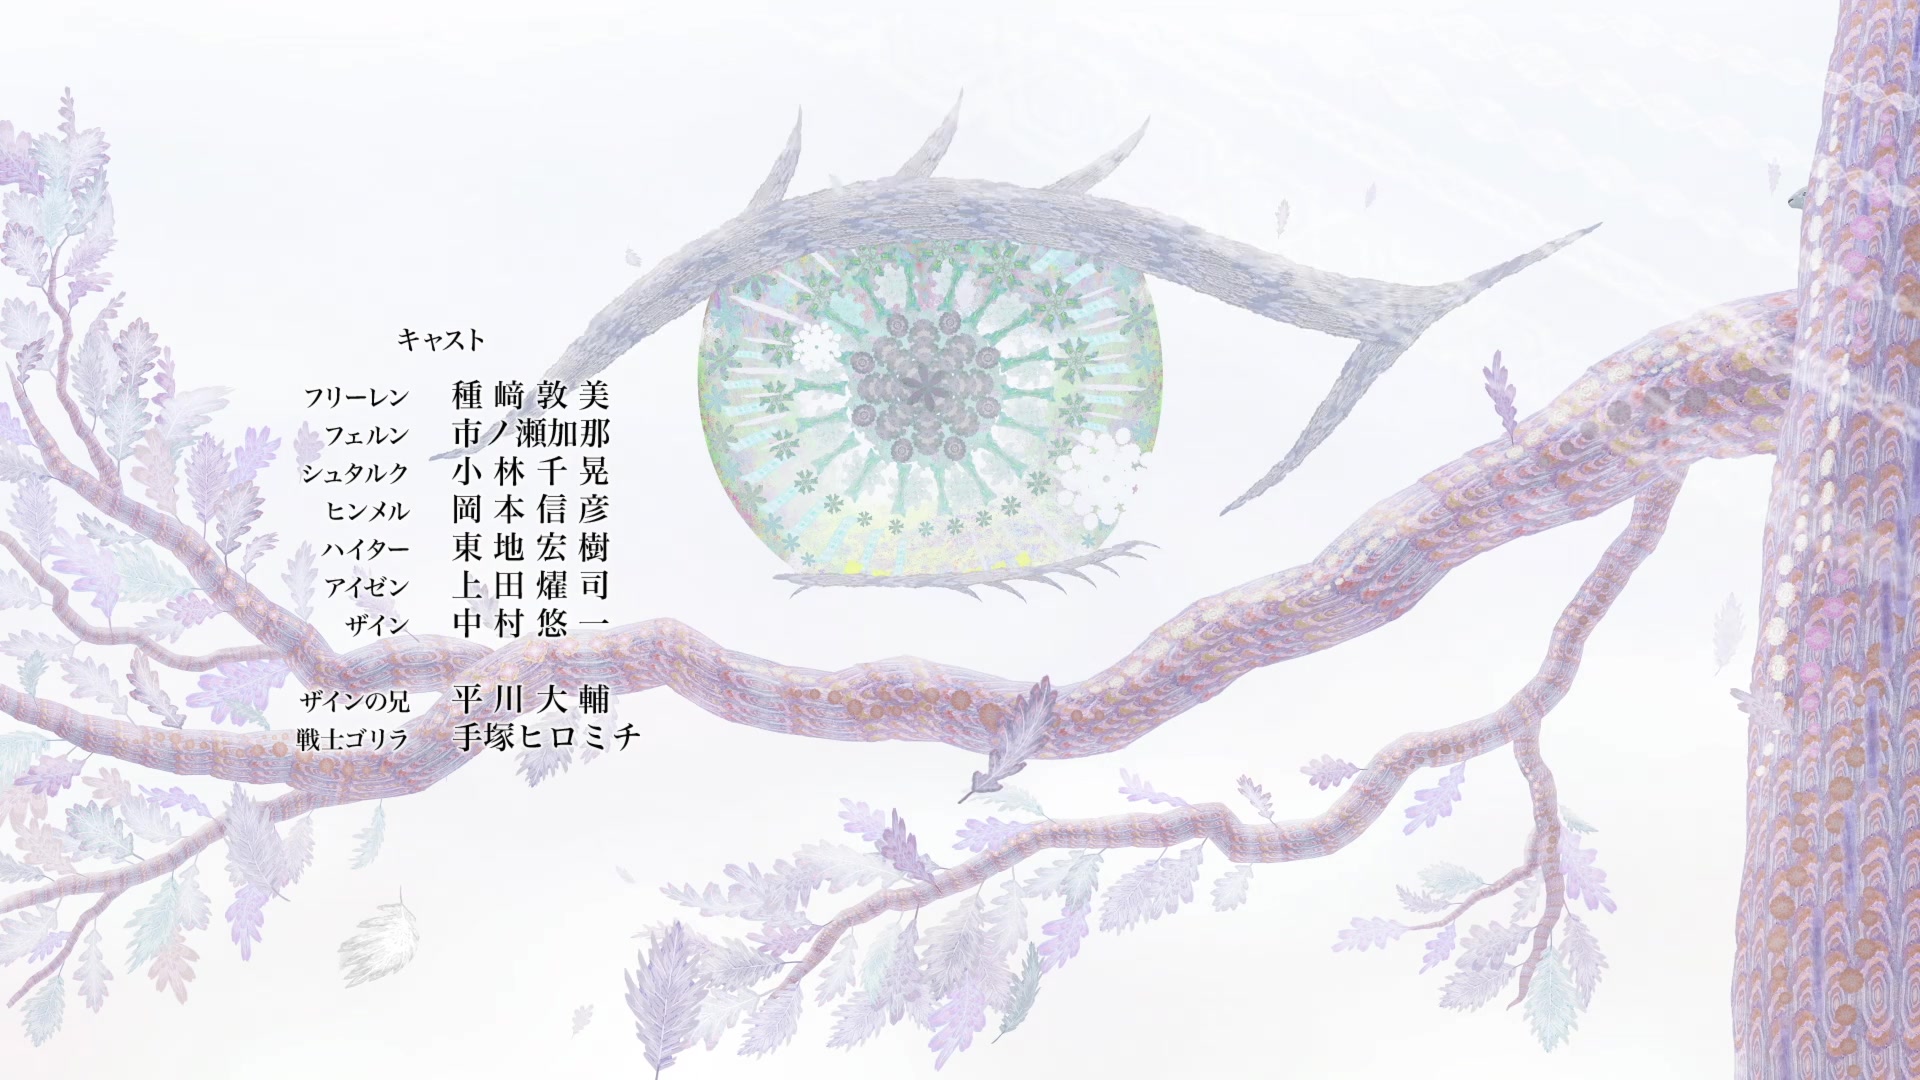 キャスト
フリーレン 種﨑敦美
フェルン 市ノ瀬加那
シュタルク 小林千晃
ヒンメル 岡本信彦
ハイター 東地宏樹
アイゼン 上田燿司
ザイン 中村悠一
ザインの兄 平川大輔
戦士ゴリラ 手塚ヒロミチ